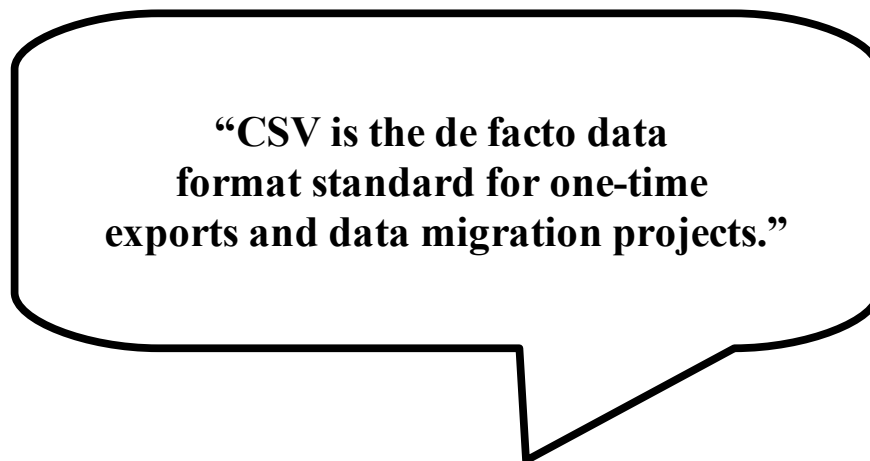 “CSV is the de facto data
format standard for one-time
exports and data migration projects.”